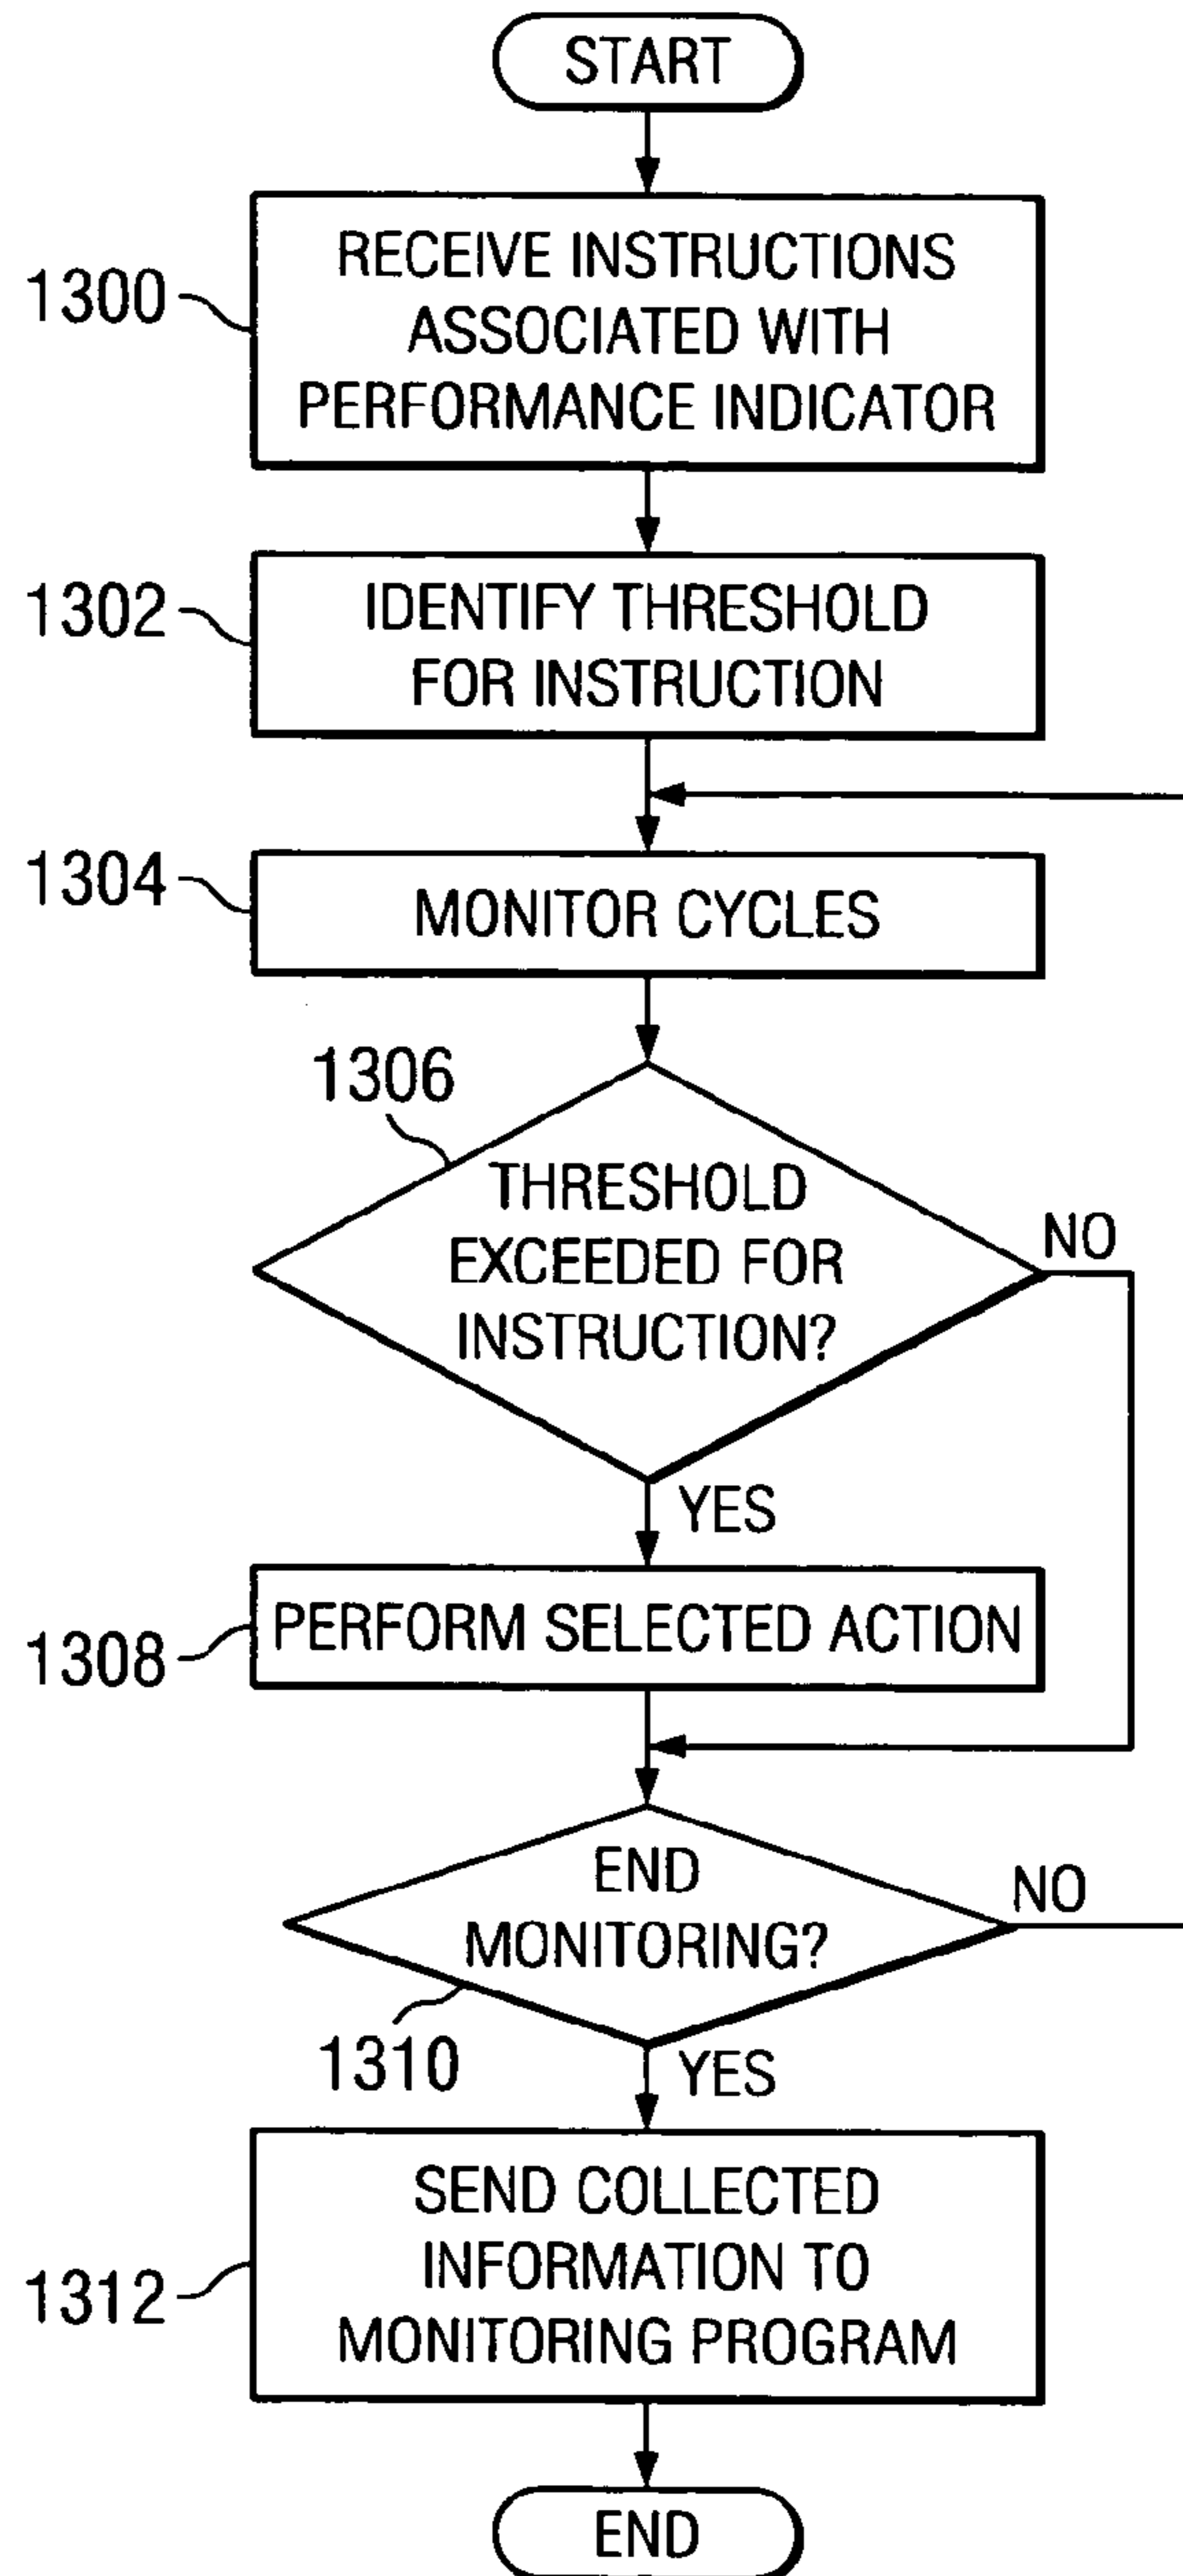 START
1300
RECEIVE INSTRUCTIONS
ASSOCIATED WITH
PERFORMANCE INDICATOR
1302
IDENTIFY THRESHOLD
FOR INSTRUCTION
1304
MONITOR CYCLES
1306
THRESHOLD
EXCEEDED FOR
INSTRUCTION?
NO
YES
1308
PERFORM SELECTED ACTION
END
MONITORING?
NO
1310
YES
1312
SEND COLLECTED
INFORMATION TO
MONITORING PROGRAM
END